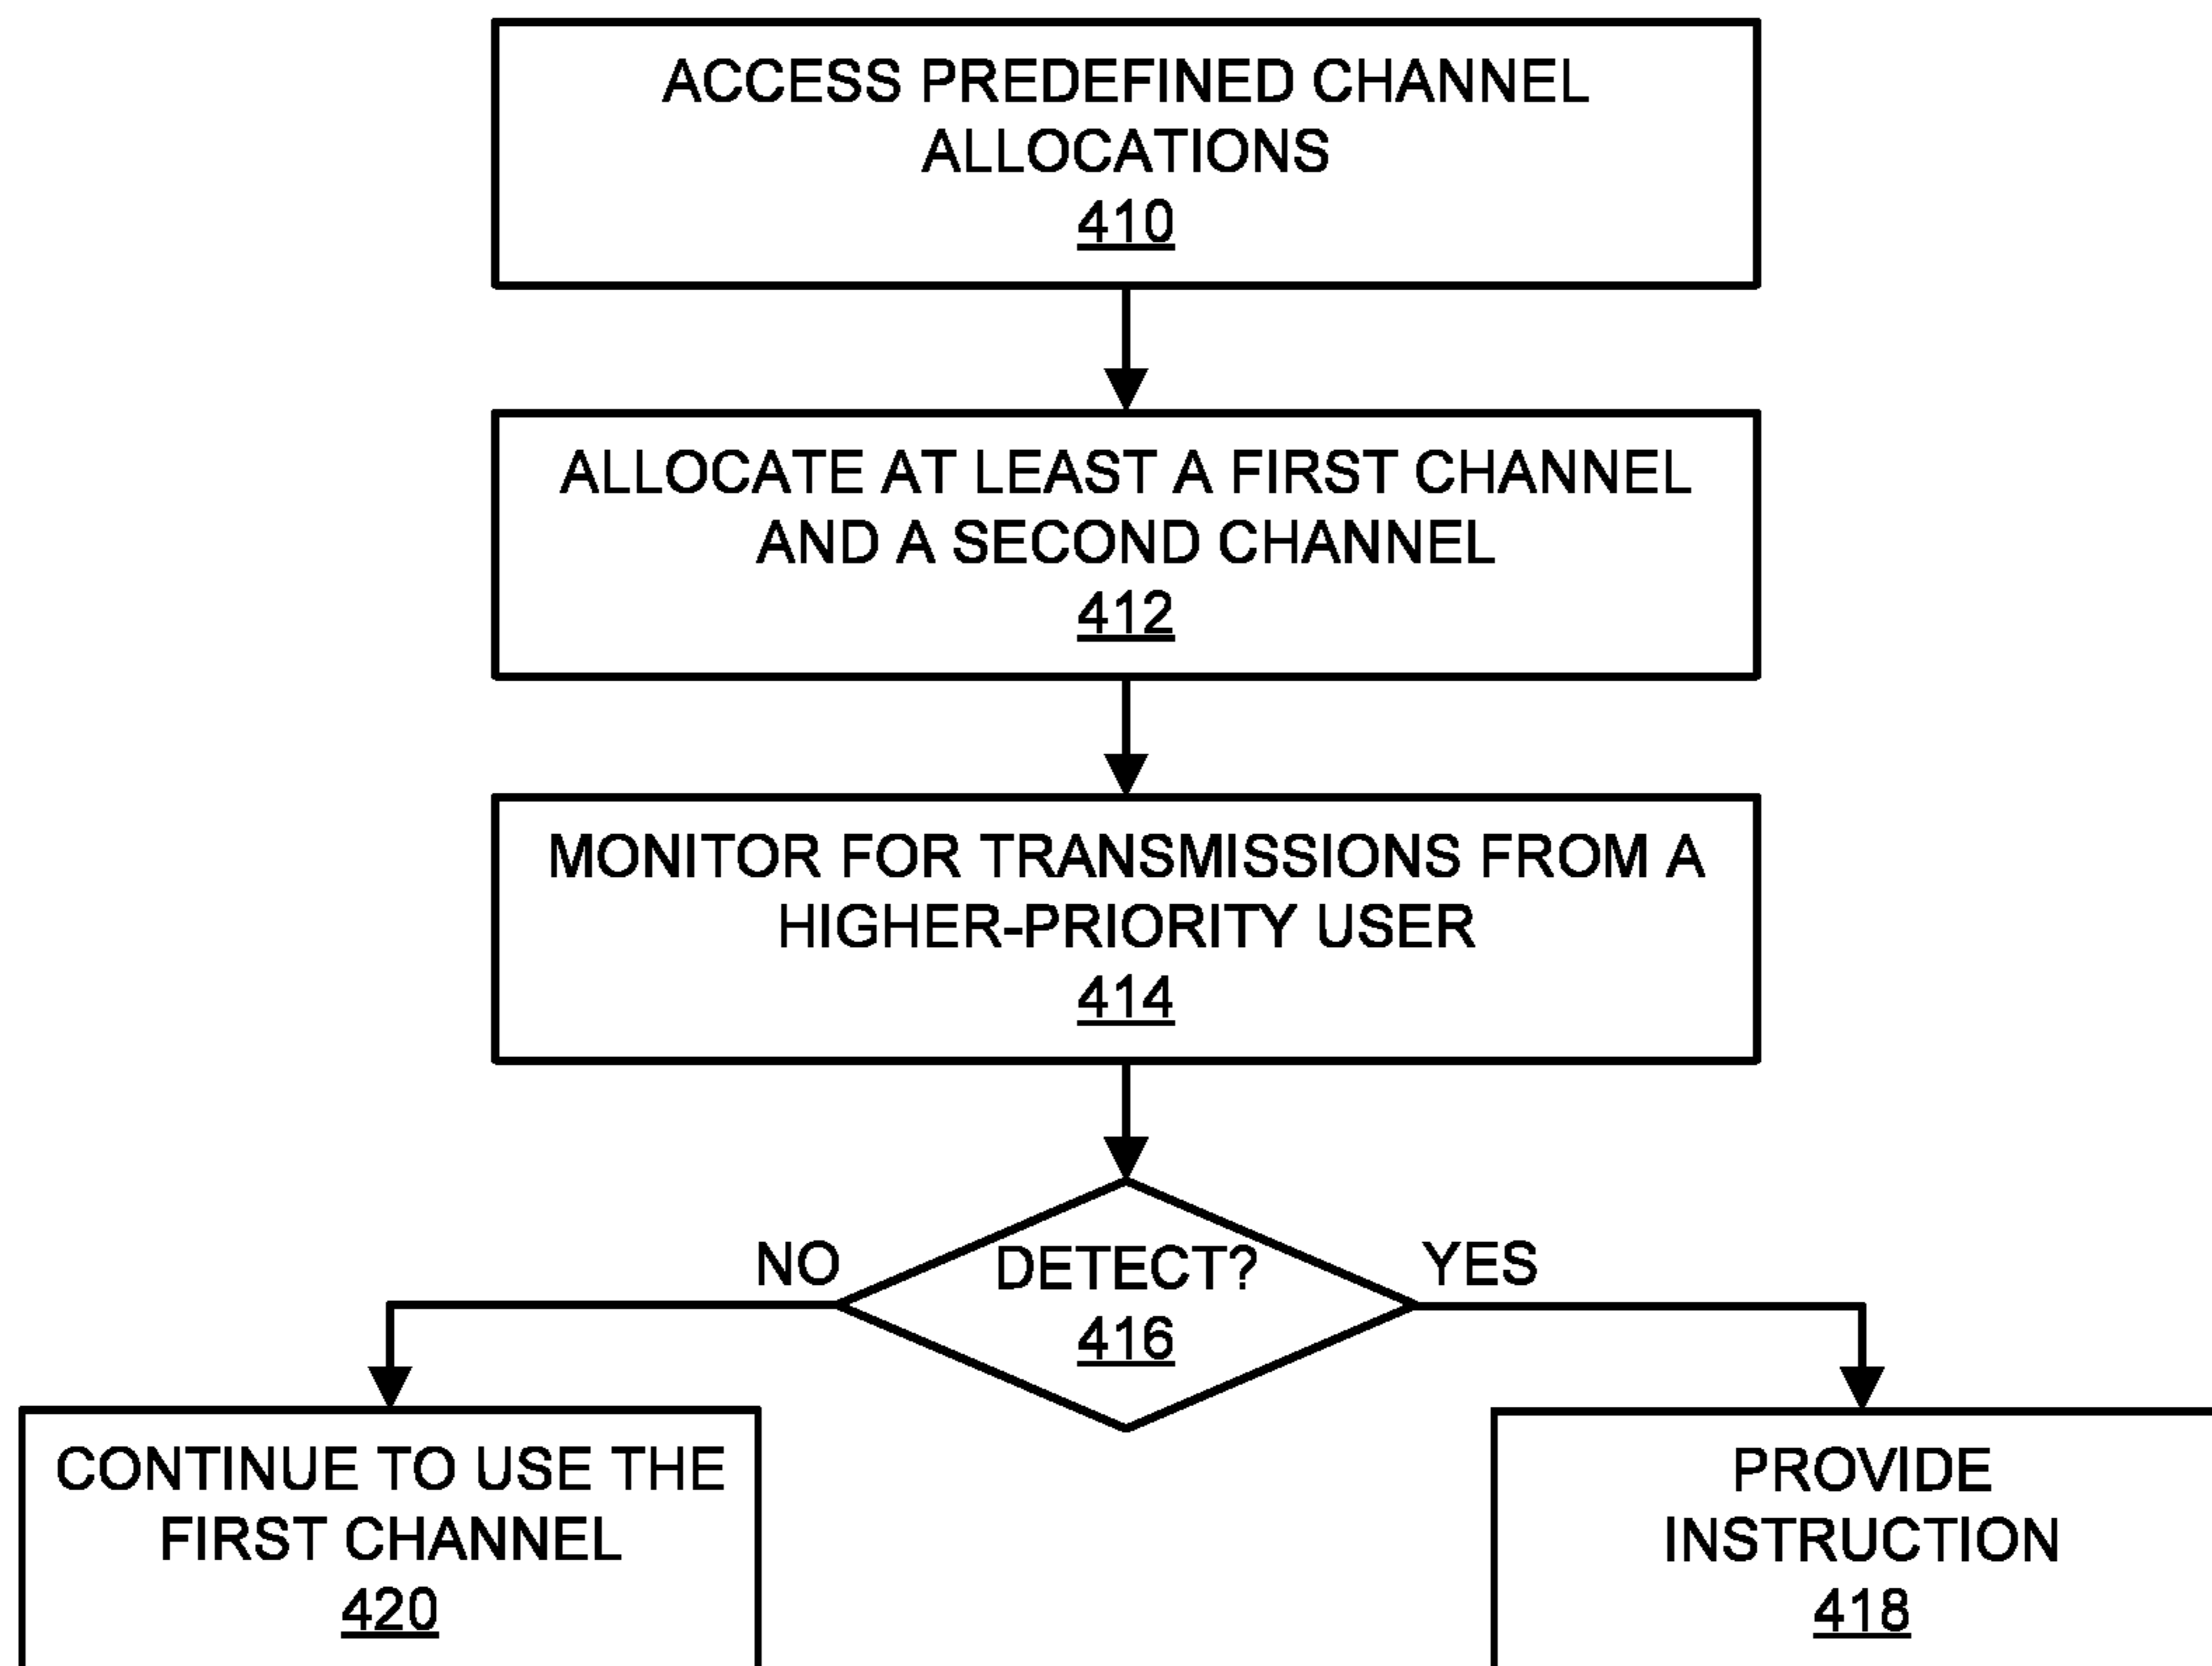 ACCESS PREDEFINED CHANNEL
ALLOCATIONS
410
ALLOCATE AT LEAST A FIRST CHANNEL
AND A SECOND CHANNEL
412
MONITOR FOR TRANSMISSIONS FROM A
HIGHER-PRIORITY USER
414
NO
DETECT?
416
YES
CONTINUE TO USE THE
FIRST CHANNEL
420
PROVIDE
INSTRUCTION
418